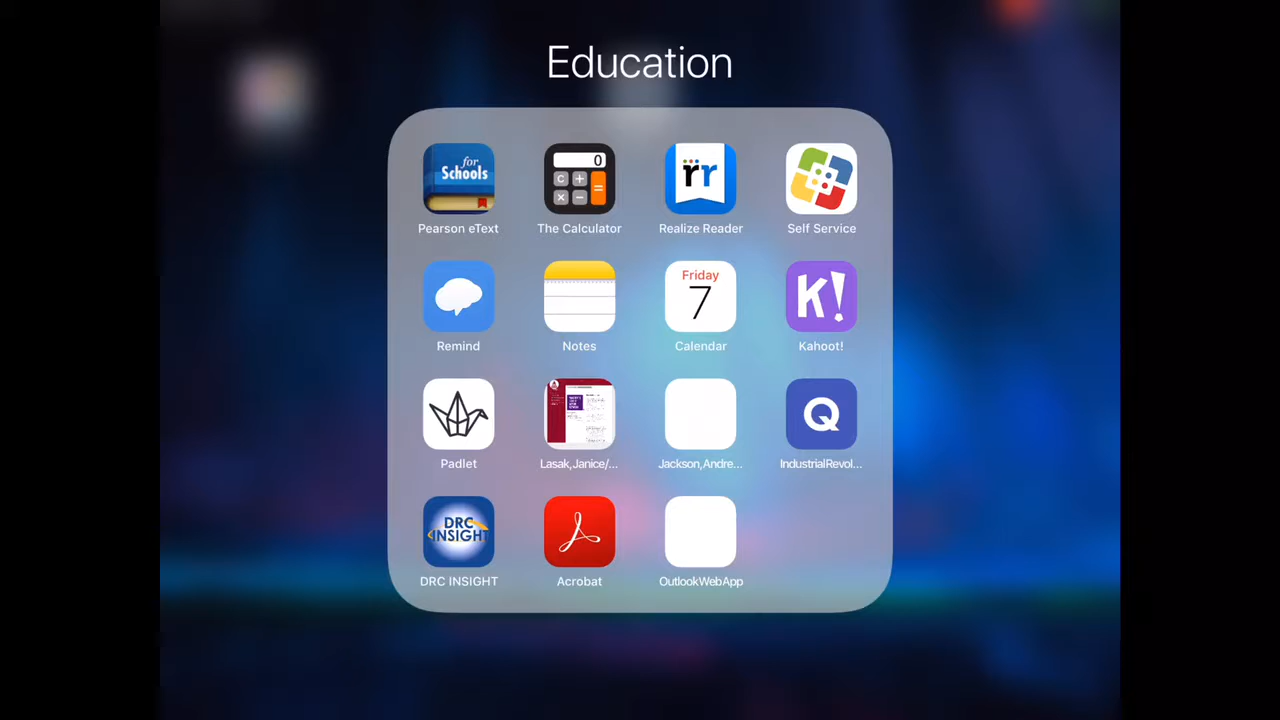 Education
for
Schools
0
rr
Pearson eText
The Calculator
Realize Reader
Self Service
Friday
7
K!
Remind
Notes
Calendar
Kahoot!
Q
Padlet
Lasak,Janice/...
Jackson,Andre...
IndustrialRevol...
DRC
INSIGHT
DRC INSIGHT
Acrobat
OutlookWebApp